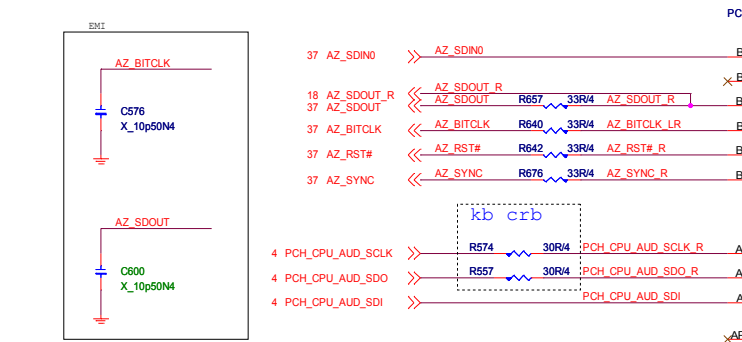 PC
EMI
AZ_BITCLK
C576
X_10p50N4
AZ_SDOUT
C600
X_10p50N4
37 AZ_SDIN0 AZ_SDIN0
18 AZ_SDOUT_R AZ_SDOUT_R
37 AZ_SDOUT AZ_SDOUT R657 33R/4 AZ_SDOUT_R
37 AZ_BITCLK AZ_BITCLK R640 33R/4 AZ_BITCLK_LR
37 AZ_RST# AZ_RST# R642 33R/4 AZ_RST#_R
37 AZ_SYNC AZ_SYNC R676 33R/4 AZ_SYNC_R
kb crb
4 PCH_CPU_AUD_SCLK R574 30R/4 PCH_CPU_AUD_SCLK_R
4 PCH_CPU_AUD_SDO R557 30R/4 PCH_CPU_AUD_SDO_R
4 PCH_CPU_AUD_SDI PCH_CPU_AUD_SDI